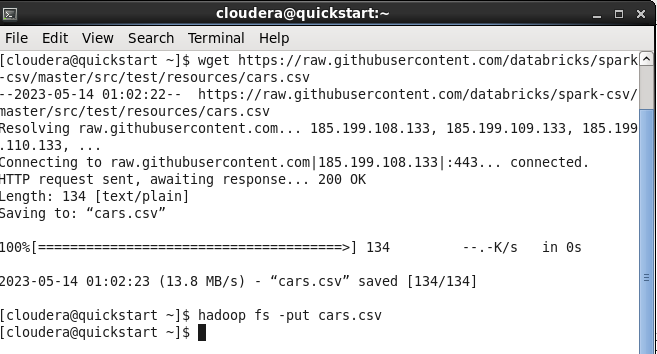 cloudera@quickstart:~
File Edit View Search Terminal Help
[cloudera@quickstart ~]$ wget https://raw.githubusercontent.com/databricks/spark
-csv/master/src/test/resources/cars.csv
--2023-05-14 01:02:22--  https://raw.githubusercontent.com/databricks/spark-csv/
master/src/test/resources/cars.csv
Resolving raw.githubusercontent.com... 185.199.108.133, 185.199.109.133, 185.199
.110.133, ...
Connecting to raw.githubusercontent.com|185.199.108.133|:443... connected.
HTTP request sent, awaiting response... 200 OK
Length: 134 [text/plain]
Saving to: “cars.csv”
100%[======================================>] 134         --.-K/s   in 0s
2023-05-14 01:02:23 (13.8 MB/s) - “cars.csv” saved [134/134]
[cloudera@quickstart ~]$ hadoop fs -put cars.csv
[cloudera@quickstart ~]$